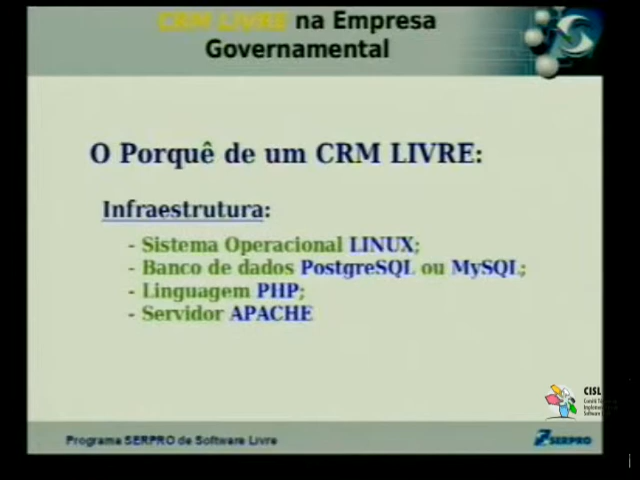 CRM LIVRE na Empresa
Governamental
O Porquê de um CRM LIVRE:
Infraestrutura:
- Sistema Operacional LINUX;
- Banco de dados PostgreSQL ou MySQL;
- Linguagem PHP;
- Servidor APACHE
CISL
Programa SERPRO de Software Livre
SERPRO